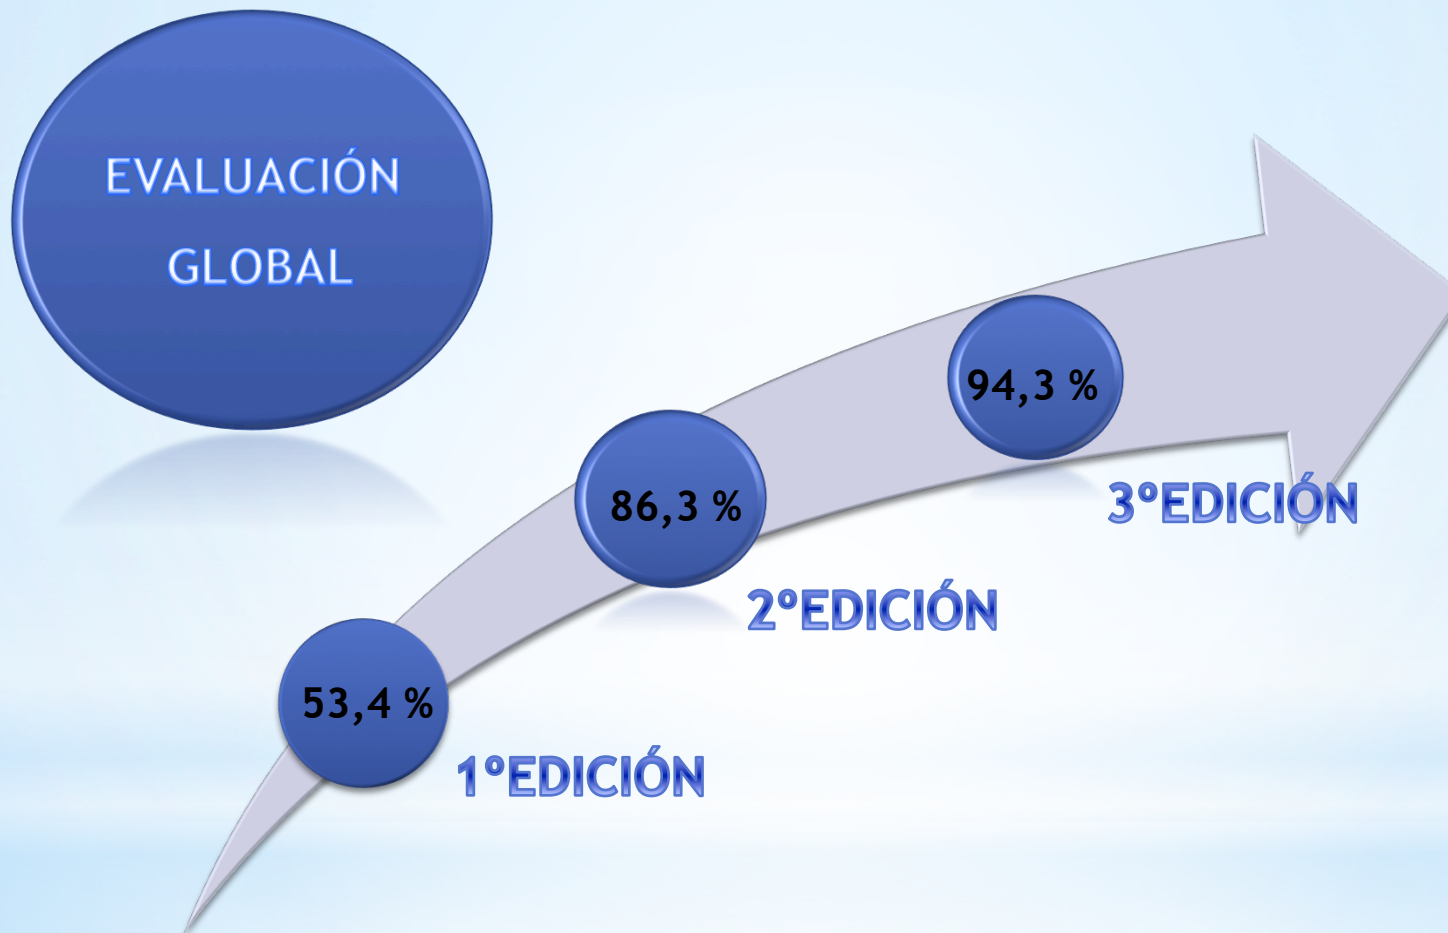 EVALUACIÓN
GLOBAL
53,4 %
1ºEDICIÓN
86,3 %
2ºEDICIÓN
94,3 %
3ºEDICIÓN